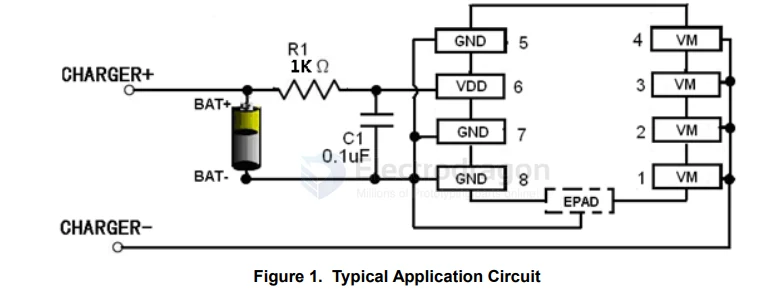 R1
1K Ω
CHARGER+
BAT+
BAT-
C1
0.1uF
CHARGER-
GND 5
VDD 6
GND 7
GND 8
4 VM
3 VM
2 VM
1 VM
EPAD
Electrodragon
Figure 1. Typical Application Circuit